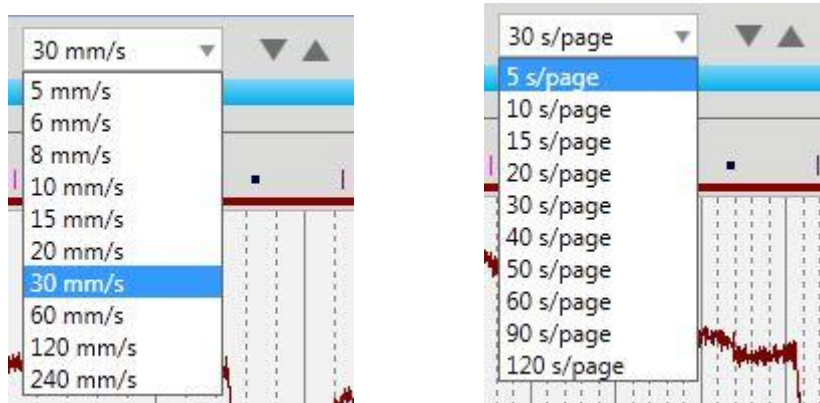 30 mm/s
5 mm/s
6 mm/s
8 mm/s
10 mm/s
15 mm/s
20 mm/s
30 mm/s
60 mm/s
120 mm/s
240 mm/s
30 s/page
5 s/page
10 s/page
15 s/page
20 s/page
30 s/page
40 s/page
50 s/page
60 s/page
90 s/page
120 s/page